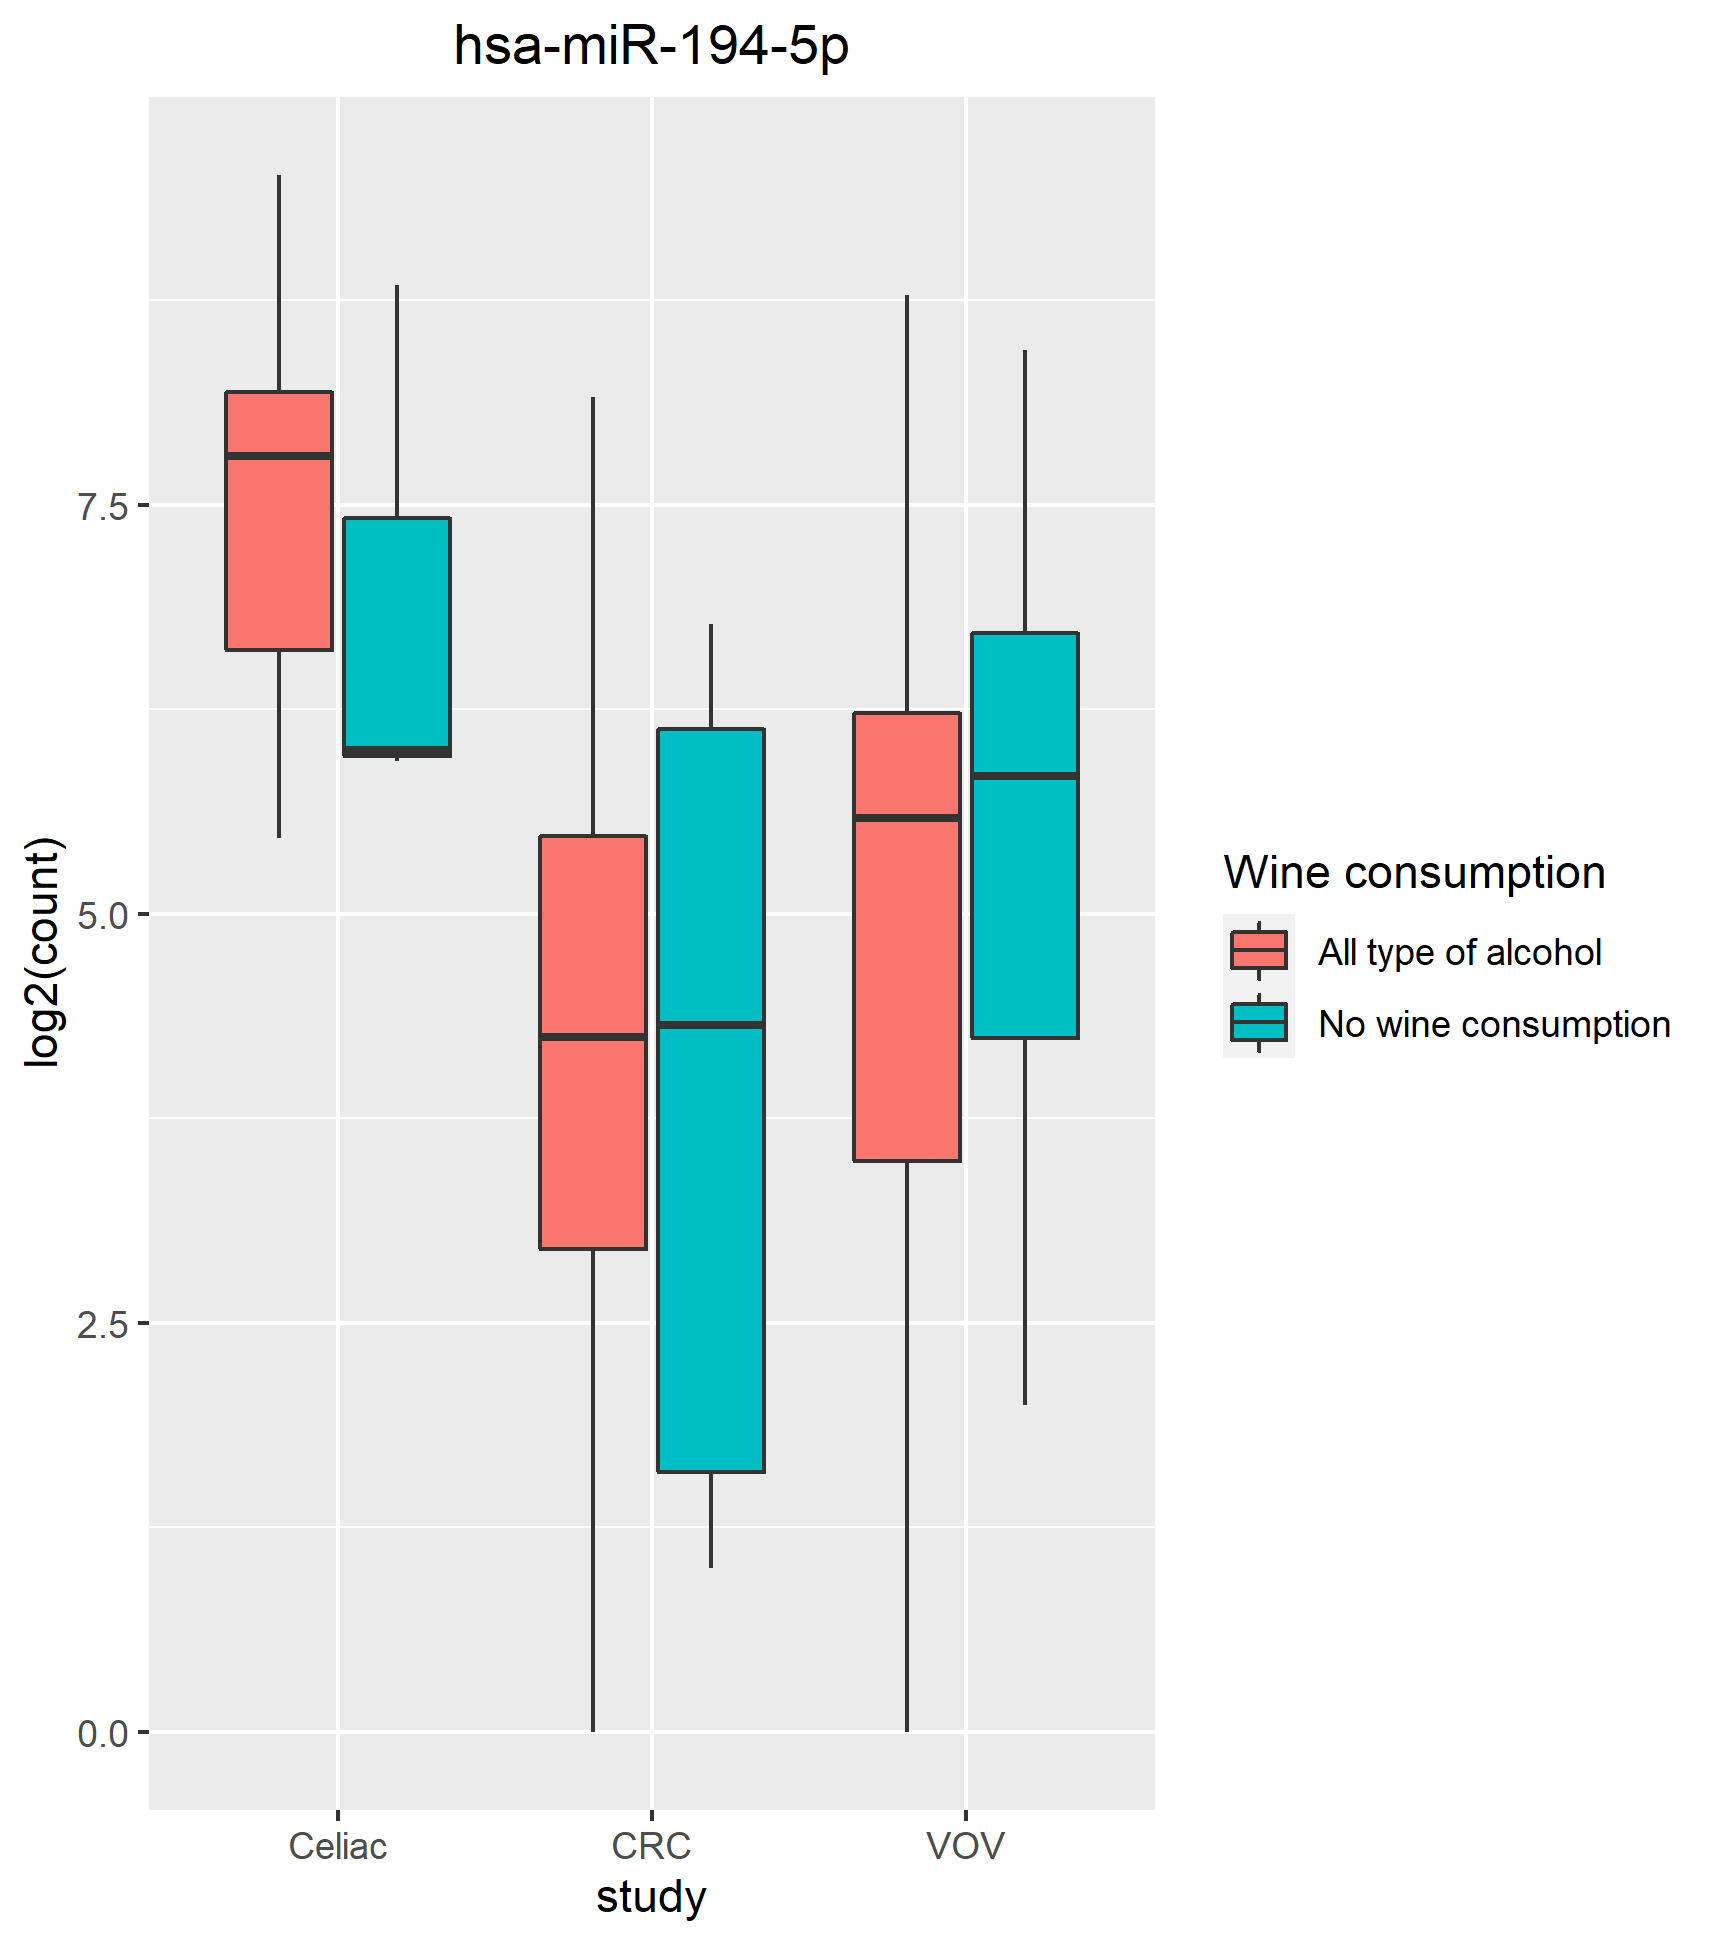 hsa-miR-194-5p
log2(count)
7.5
5.0
2.5
0.0
Celiac
CRC
VOV
study
Wine consumption
All type of alcohol
No wine consumption